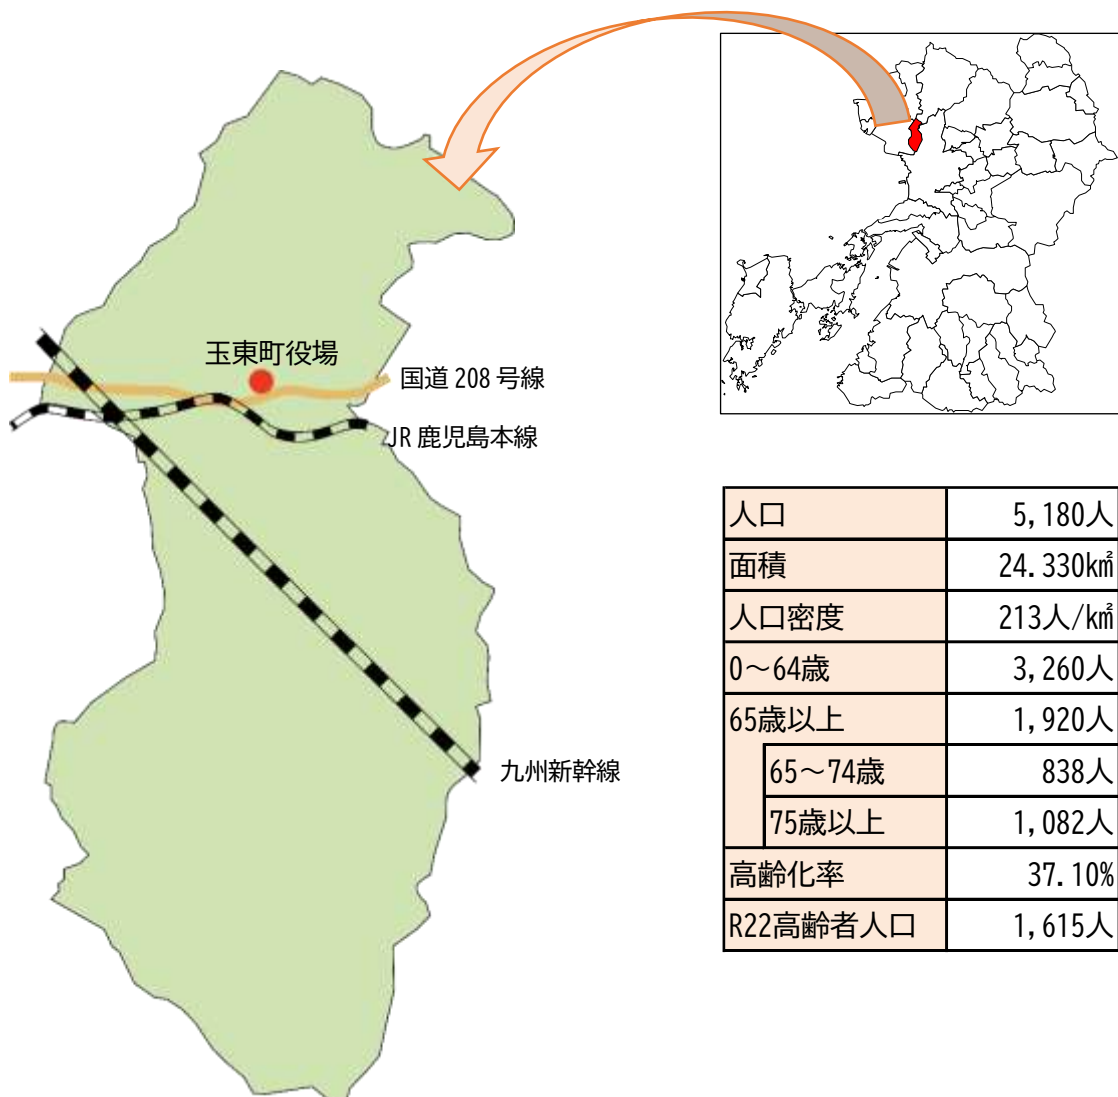 玉東町役場
国道 208 号線
JR 鹿児島本線
九州新幹線
人口 5,180人
面積 24.330k㎡
人口密度 213人/k㎡
0～64歳 3,260人
65歳以上 1,920人
65～74歳 838人
75歳以上 1,082人
高齢化率 37.10%
R22高齢者人口 1,615人